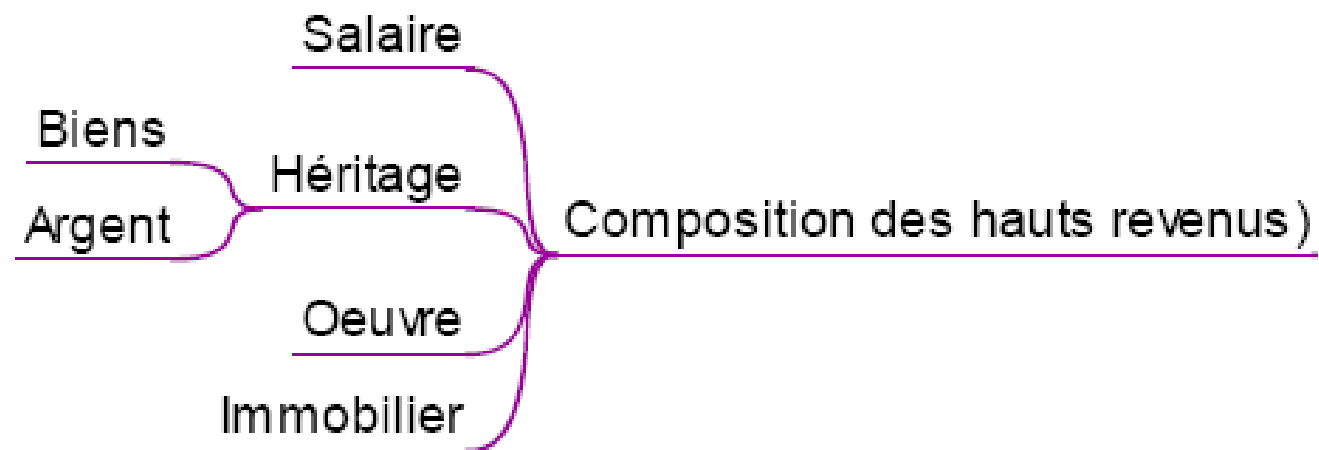 Salaire
Biens
Héritage
Argent
Composition des hauts revenus)
Oeuvre
Immobilier